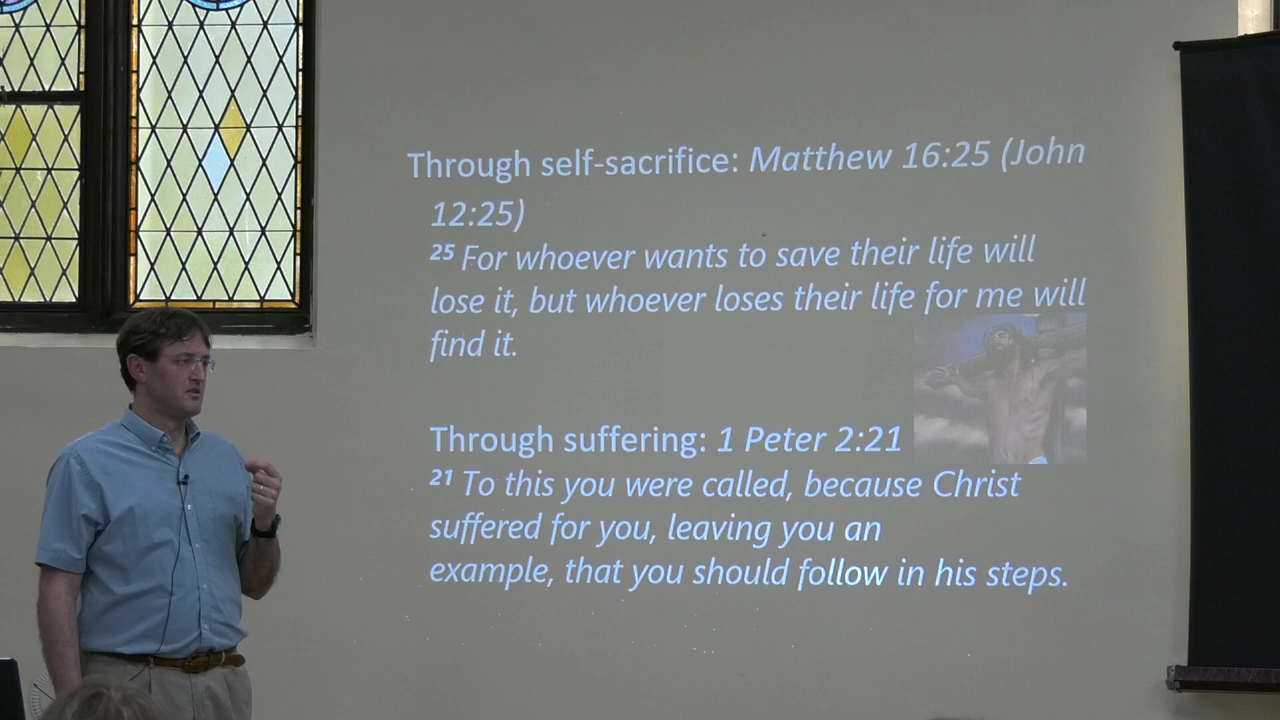 Through self-sacrifice: Matthew 16:25 (John
12:25)
25 For whoever wants to save their life will
lose it, but whoever loses their life for me will
find it.
Through suffering: 1 Peter 2:21
21 To this you were called, because Christ
suffered for you, leaving you an
example, that you should follow in his steps.